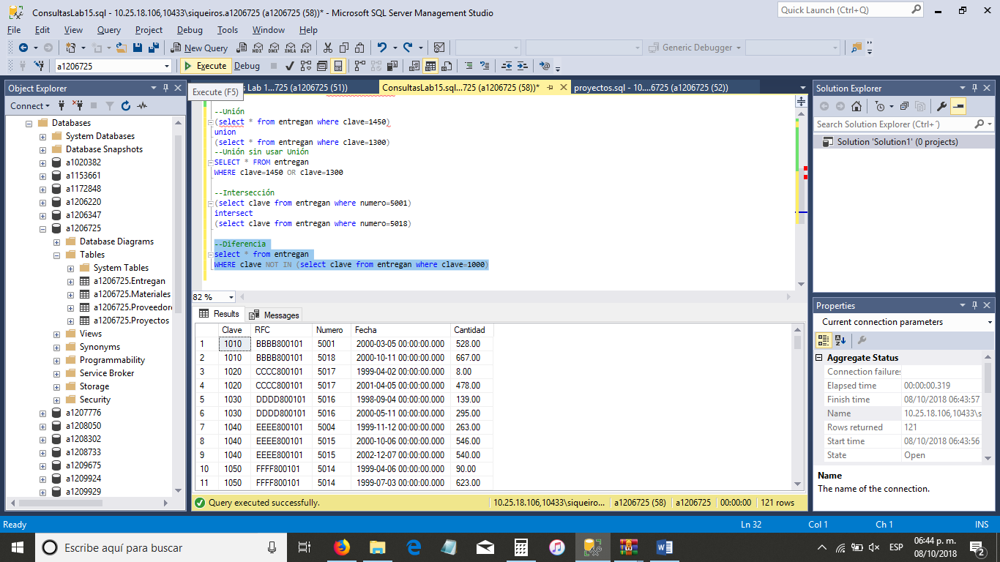 ConsultasLab15.sql - 10.25.18.106,10433\siqueiros.a1206725 (a1206725 (58))* - Microsoft SQL Server Management Studio
Quick Launch (Ctrl+Q)
File Edit View Query Project Debug Tools Window Help
New Query
MDX DMX XMLA DAX
Generic Debugger
a1206725
Execute Debug
Object Explorer
Execute (F5)
Lab 1...725 (a1206725 (51))
ConsultasLab15.sql...725 (a1206725 (58))*
proyectos.sql - 10....6725 (a1206725 (52))
Connect
Databases
System Databases
Database Snapshots
a1020382
a1153661
a1172848
a1206220
a1206347
a1206725
Database Diagrams
Tables
System Tables
a1206725.Entregan
a1206725.Materiales
a1206725.Proveedor
a1206725.Proyectos
Views
Synonyms
Programmability
Service Broker
Storage
Security
a1207776
a1208050
a1208302
a1208733
a1209675
a1209924
a1209929
--Unión
(select * from entregan where clave=1450)
union
(select * from entregan where clave=1300)
--Unión sin usar Unión
SELECT * FROM entregan
WHERE clave=1450 OR clave=1300
--Intersección
(select clave from entregan where numero=5001)
intersect
(select clave from entregan where numero=5018)
--Diferencia
select * from entregan
WHERE clave NOT IN (select clave from entregan where clave=1000)
82 %
Results Messages
Clave RFC Numero Fecha Cantidad
1 1010 BBBB800101 5001 2000-03-05 00:00:00.000 528.00
2 1010 BBBB800101 5018 2000-10-11 00:00:00.000 667.00
3 1020 CCCC800101 5017 1999-04-02 00:00:00.000 8.00
4 1020 CCCC800101 5017 2001-04-05 00:00:00.000 478.00
5 1030 DDDD800101 5016 1998-09-04 00:00:00.000 139.00
6 1030 DDDD800101 5016 2000-05-11 00:00:00.000 295.00
7 1040 EEEE800101 5004 1999-11-12 00:00:00.000 263.00
8 1040 EEEE800101 5015 2000-10-06 00:00:00.000 546.00
9 1040 EEEE800101 5015 2002-12-07 00:00:00.000 540.00
10 1050 FFFF800101 5014 1999-04-06 00:00:00.000 90.00
11 1050 FFFF800101 5014 1999-07-03 00:00:00.000 623.00
Query executed successfully.
10.25.18.106,10433\siqueiro... a1206725 (58) a1206725 00:00:00 121 rows
Solution Explorer
Search Solution Explorer (Ctrl+´)
Solution 'Solution1' (0 projects)
Properties
Current connection parameters
Aggregate Status
Connection failures
Elapsed time 00:00:00.319
Finish time 08/10/2018 06:43:57
Name 10.25.18.106,10433\s
Rows returned 121
Start time 08/10/2018 06:43:56
State Open
Name
The name of the connection.
Ready
Ln 32 Col 1 Ch 1 INS
Escribe aquí para buscar
ESP
06:44 p. m.
08/10/2018
2